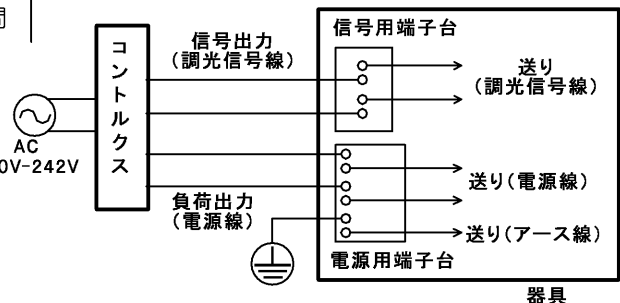 間
コントルクス
信号出力
(調光信号線)
AC
0V-242V
負荷出力
(電源線)
信号用端子台
送り
(調光信号線)
送り(電源線)
送り(アース線)
電源用端子台
器具